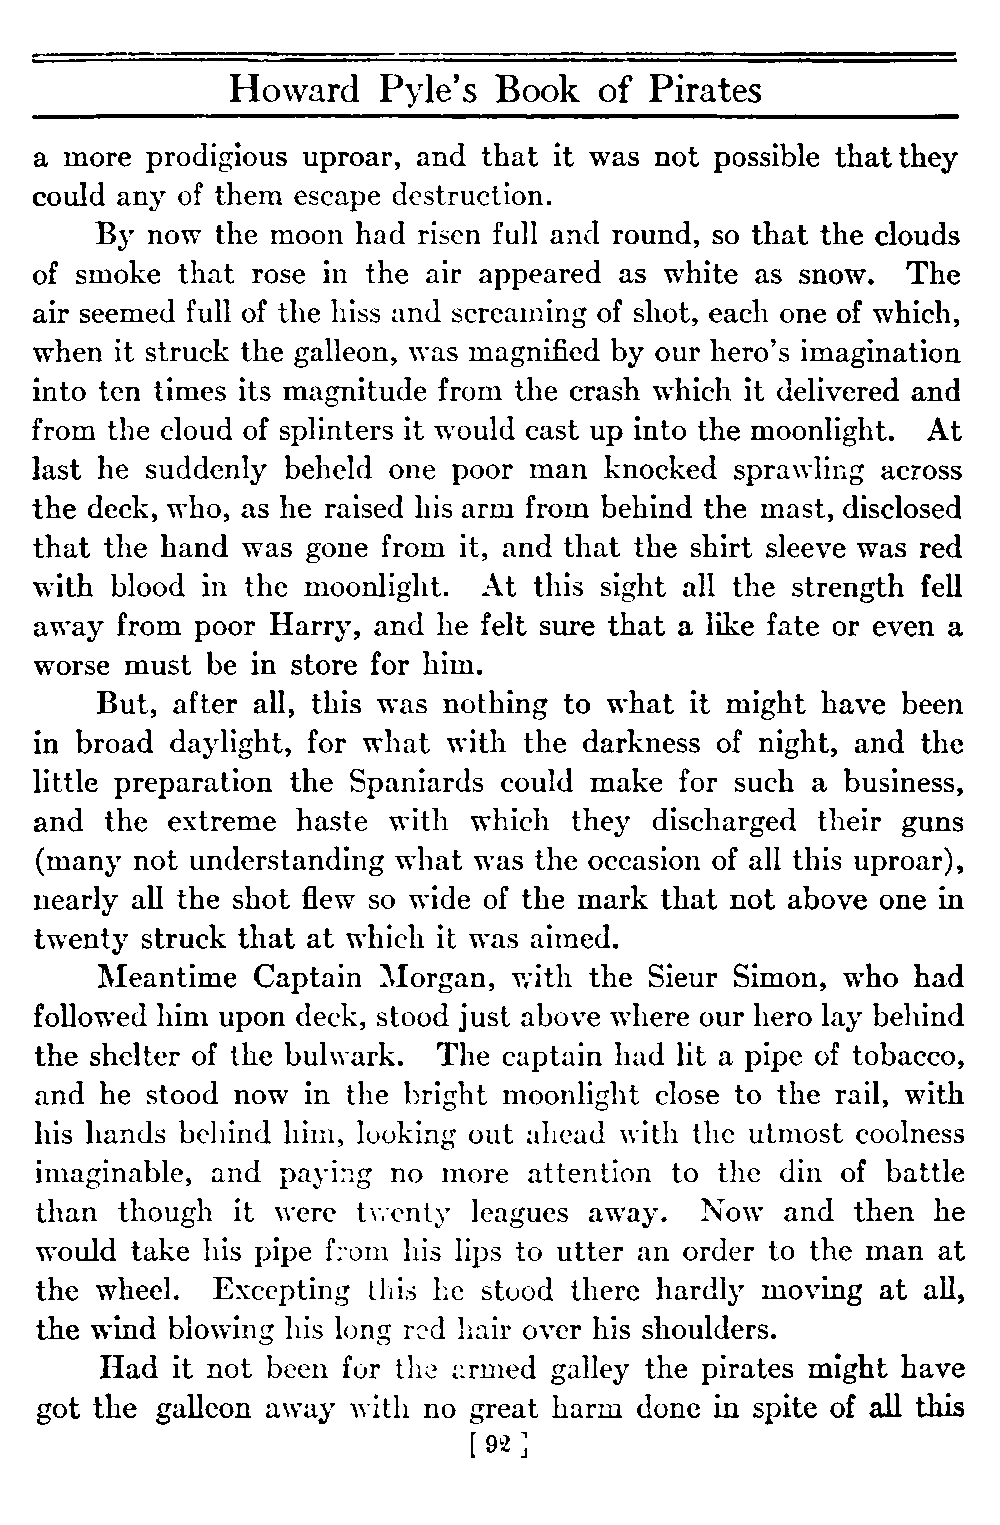 Howard Pyle's Book of Pirates
a more prodigious uproar, and that it was not possible that they
could any of them escape destruction.
By now the moon had risen full and round, so that the clouds
of smoke that rose in the air appeared as white as snow. The
air seemed full of the hiss and screaming of shot, each one of which,
when it struck the galleon, was magnified by our hero's imagination
into ten times its magnitude from the crash which it delivered and
from the cloud of splinters it would cast up into the moonlight. At
last he suddenly beheld one poor man knocked sprawling across
the deck, who, as he raised his arm from behind the mast, disclosed
that the hand was gone from it, and that the shirt sleeve was red
with blood in the moonlight. At this sight all the strength fell
away from poor Harry, and he felt sure that a like fate or even a
worse must be in store for him.
But, after all, this was nothing to what it might have been
in broad daylight, for what with the darkness of night, and the
little preparation the Spaniards could make for such a business,
and the extreme haste with which they discharged their guns
(many not understanding what was the occasion of all this uproar),
nearly all the shot flew so wide of the mark that not above one in
twenty struck that at which it was aimed.
Meantime Captain Morgan, with the Sieur Simon, who had
followed him upon deck, stood just above where our hero lay behind
the shelter of the bulwark. The captain had lit a pipe of tobacco,
and he stood now in the bright moonlight close to the rail, with
his hands behind him, looking out ahead with the utmost coolness
imaginable, and paying no more attention to the din of battle
than though it were twenty leagues away. Now and then he
would take his pipe from his lips to utter an order to the man at
the wheel. Excepting this he stood there hardly moving at all,
the wind blowing his long red hair over his shoulders.
Had it not been for the armed galley the pirates might have
got the galleon away with no great harm done in spite of all this
[ 92 ]